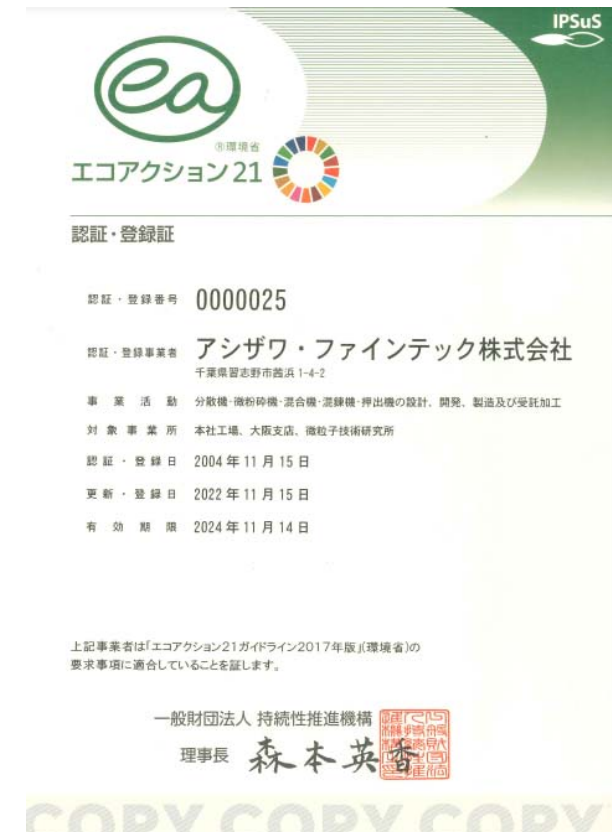 IPSuS
ea
®環境省
エコアクション21
認証・登録証
認証・登録番号 0000025
認証・登録事業者 アシザワ・ファインテック株式会社
千葉県習志野市茜浜 1-4-2
事業活動 分散機・微粉砕機・混合機・混錬機・押出機の設計、開発、製造及び受託加工
対象事業所 本社工場、大阪支店、微粒子技術研究所
認証・登録日 2004年11月15日
更新・登録日 2022年11月15日
有効期限 2024年11月14日
上記事業者は「エコアクション21ガイドライン2017年版」(環境省)の
要求事項に適合していることを証します。
一般財団法人 持続性推進機構
理事長 森本英香
COPY COPY COPY